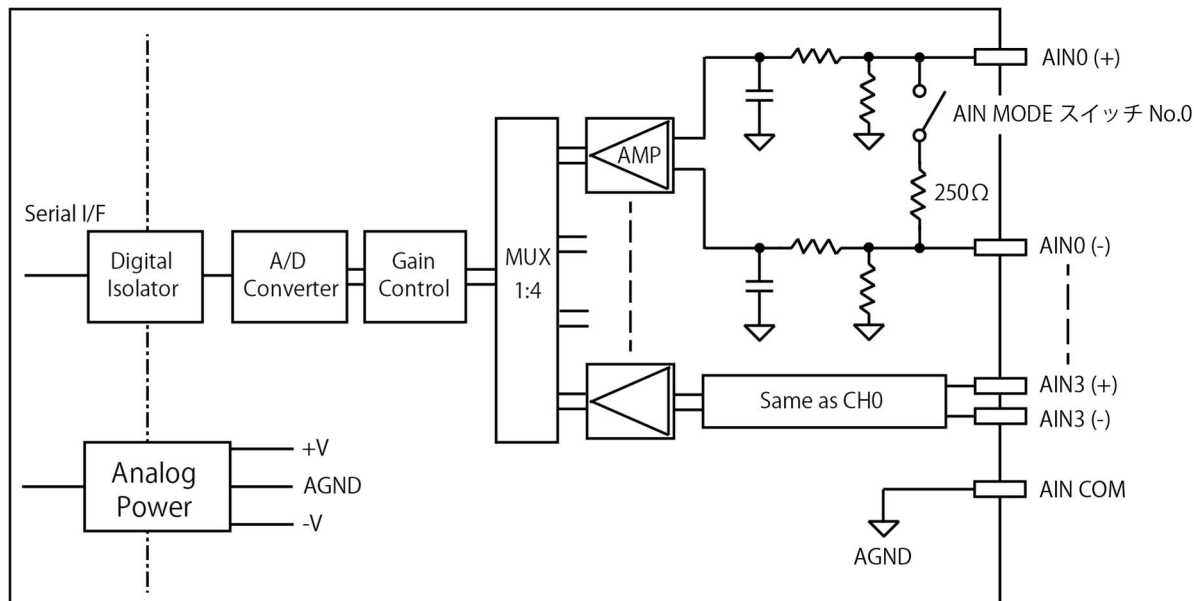 AIN0 (+)
AIN MODE スイッチ No.0
AMP
250Ω
Serial I/F
AIN0 (-)
Digital
Isolator
A/D
Converter
Gain
Control
MUX
1:4
AIN3 (+)
Same as CH0
AIN3 (-)
+V
Analog
Power
AGND
-V
AIN COM
AGND